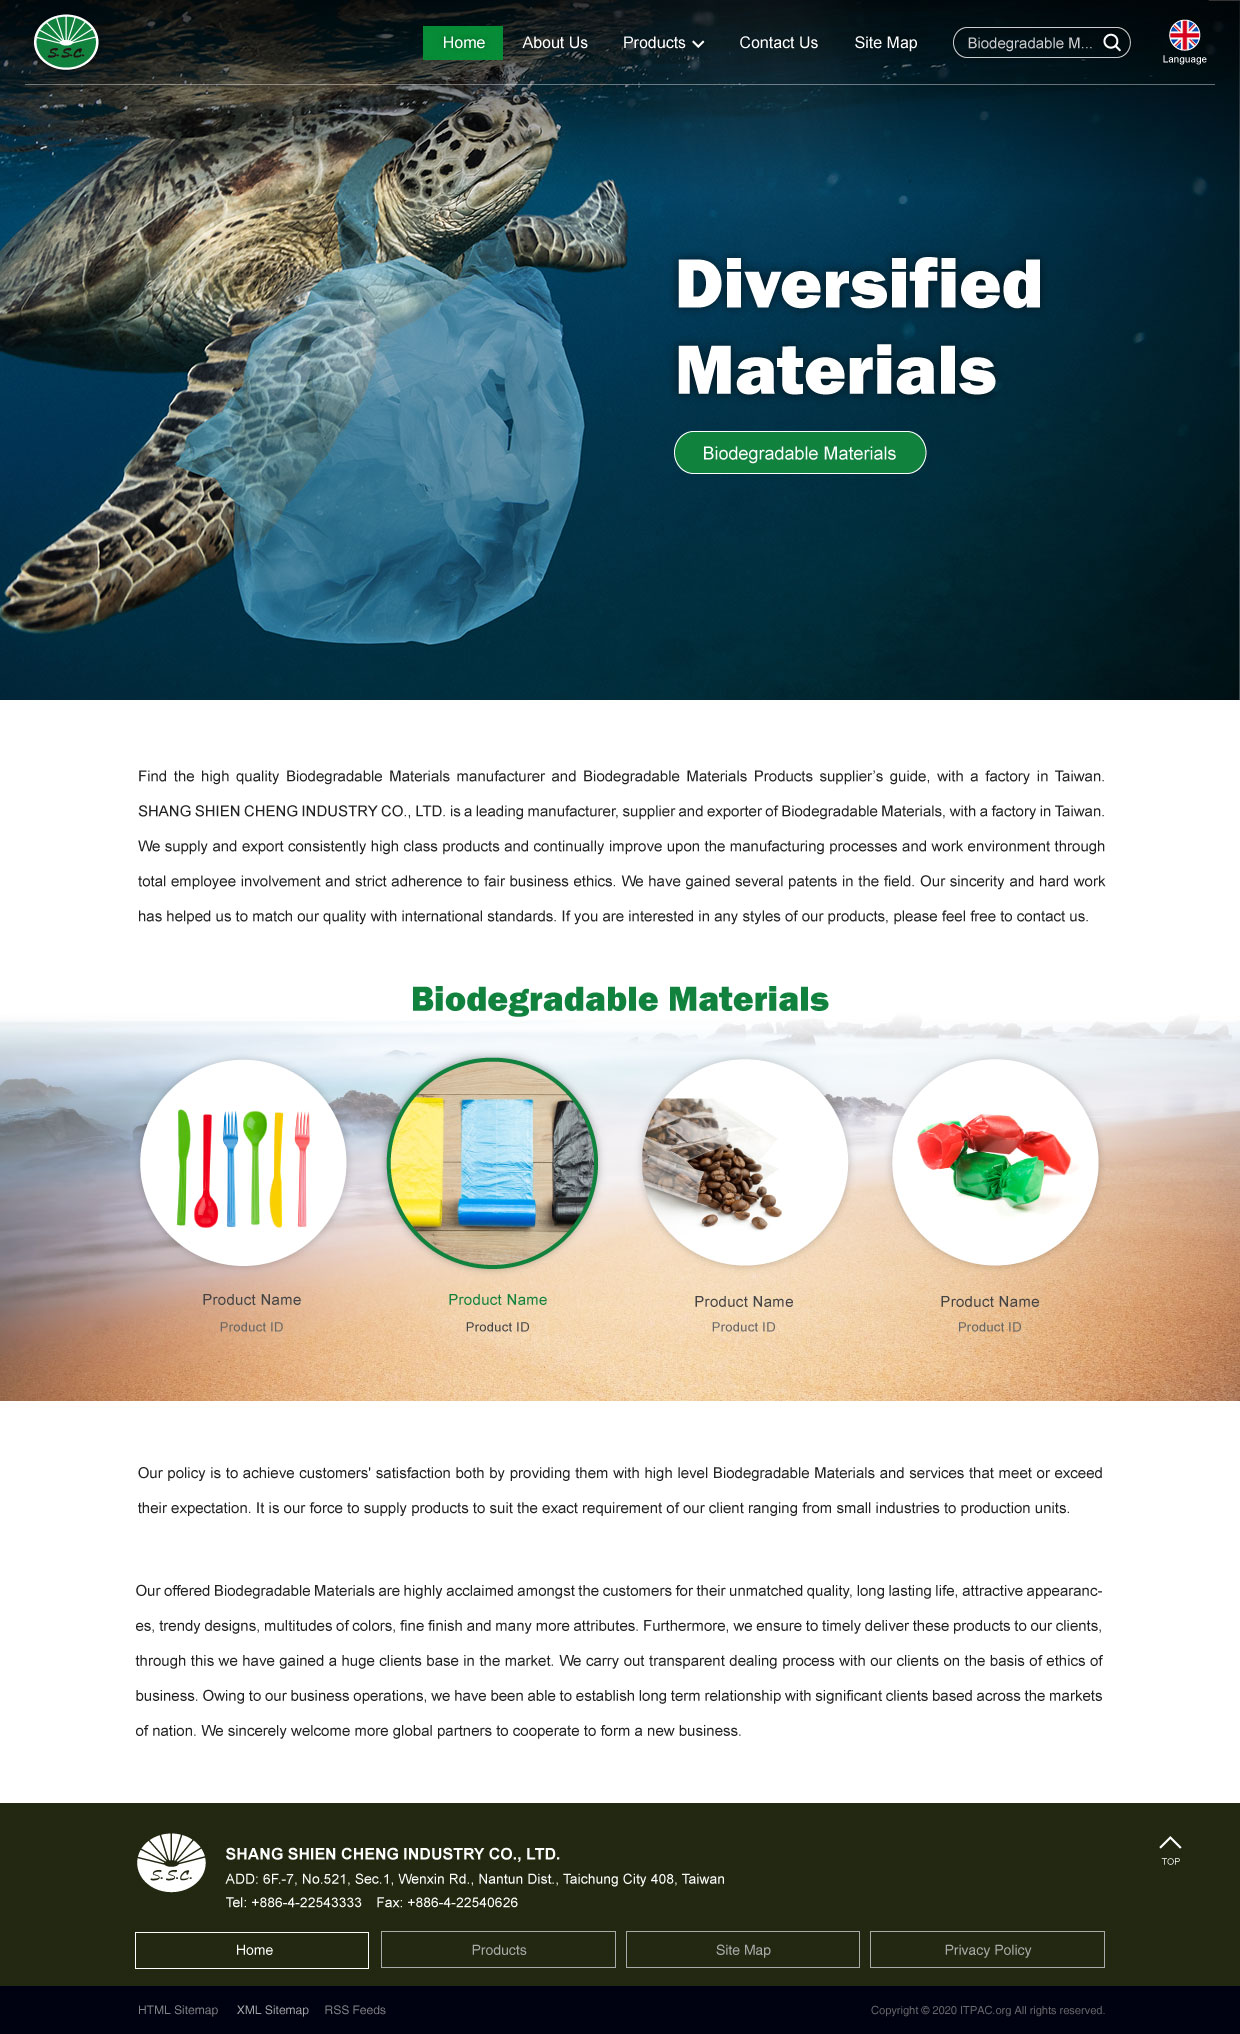 S.S.C.
Home
About Us
Products
Contact Us
Site Map
Biodegradable M...
Language
Diversified
Materials
Biodegradable Materials
Find the high quality Biodegradable Materials manufacturer and Biodegradable Materials Products supplier's guide, with a factory in Taiwan.
SHANG SHIEN CHENG INDUSTRY CO., LTD. is a leading manufacturer, supplier and exporter of Biodegradable Materials, with a factory in Taiwan.
We supply and export consistently high class products and continually improve upon the manufacturing processes and work environment through
total employee involvement and strict adherence to fair business ethics. We have gained several patents in the field. Our sincerity and hard work
has helped us to match our quality with international standards. If you are interested in any styles of our products, please feel free to contact us.
Biodegradable Materials
Product Name
Product ID
Product Name
Product ID
Product Name
Product ID
Product Name
Product ID
Our policy is to achieve customers' satisfaction both by providing them with high level Biodegradable Materials and services that meet or exceed
their expectation. It is our force to supply products to suit the exact requirement of our client ranging from small industries to production units.
Our offered Biodegradable Materials are highly acclaimed amongst the customers for their unmatched quality, long lasting life, attractive appearanc-
es, trendy designs, multitudes of colors, fine finish and many more attributes. Furthermore, we ensure to timely deliver these products to our clients,
through this we have gained a huge clients base in the market. We carry out transparent dealing process with our clients on the basis of ethics of
business. Owing to our business operations, we have been able to establish long term relationship with significant clients based across the markets
of nation. We sincerely welcome more global partners to cooperate to form a new business.
S.S.C.
SHANG SHIEN CHENG INDUSTRY CO., LTD.
ADD: 6F.-7, No.521, Sec.1, Wenxin Rd., Nantun Dist., Taichung City 408, Taiwan
Tel: +886-4-22543333 Fax: +886-4-22540626
TOP
Home
Products
Site Map
Privacy Policy
HTML Sitemap
XML Sitemap
RSS Feeds
Copyright © 2020 ITPAC.org All rights reserved.